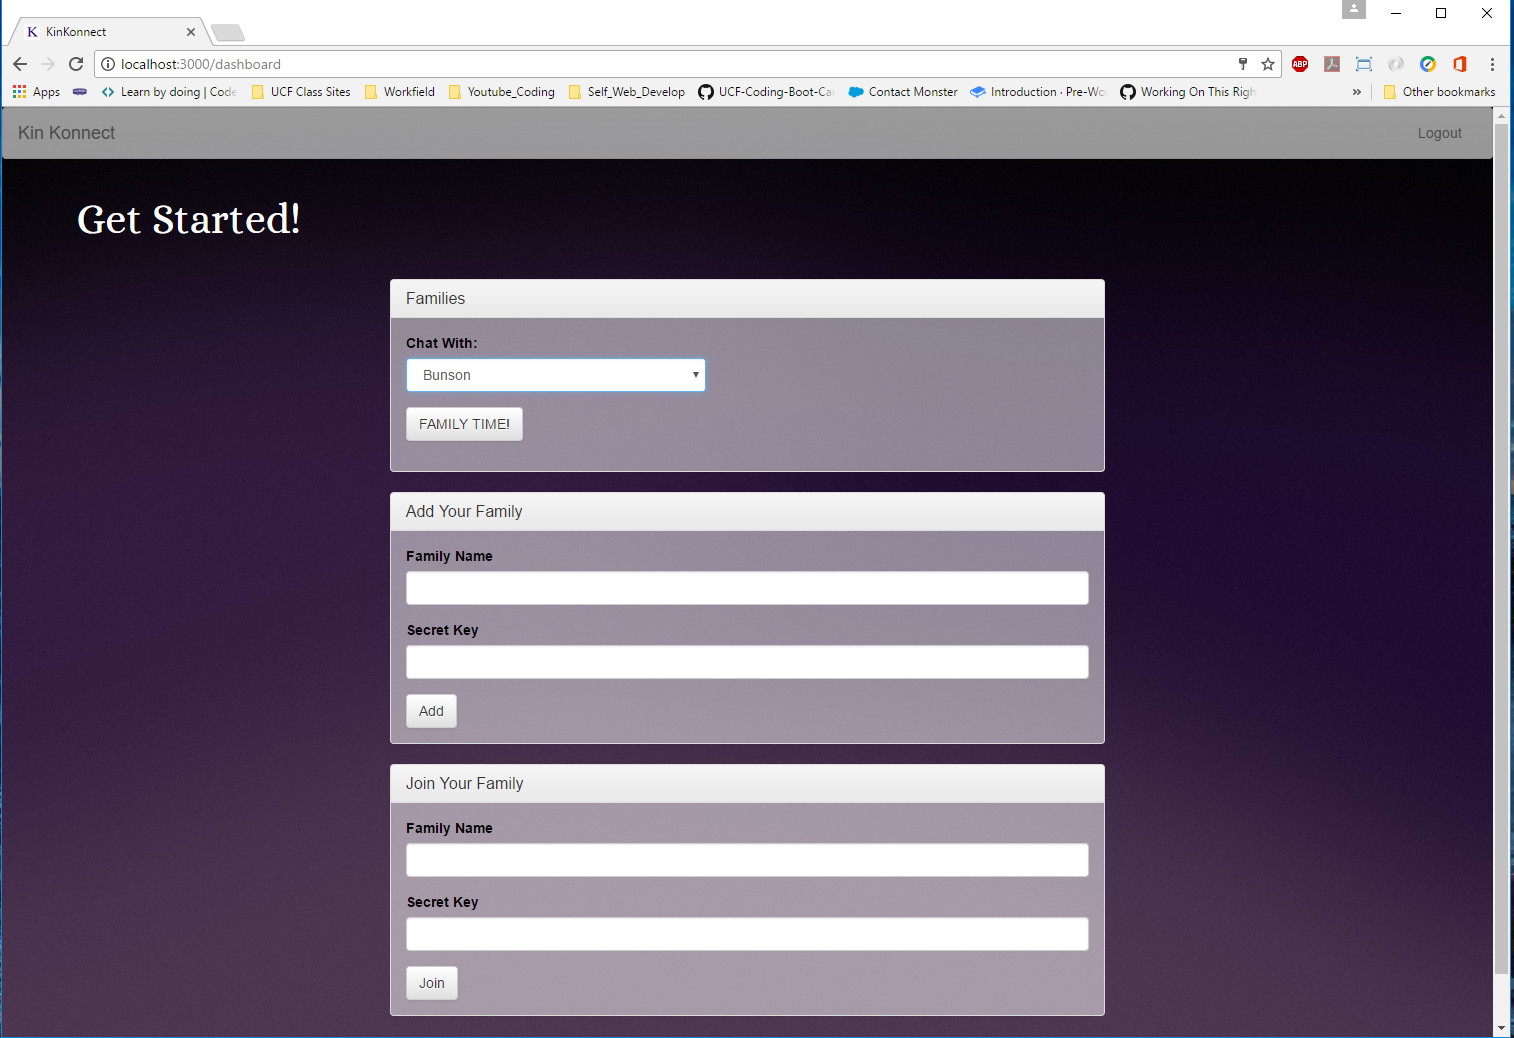 KinKonnect
localhost:3000/dashboard
ABP
Apps
Learn by doing | Code
UCF Class Sites
Workfield
Youtube_Coding
Self_Web_Develop
UCF-Coding-Boot-Ca
Contact Monster
Introduction · Pre-Wo
Working On This Righ
»
Other bookmarks
Kin Konnect
Logout
Get Started!
Families
Chat With:
Bunson
FAMILY TIME!
Add Your Family
Family Name
Secret Key
Add
Join Your Family
Family Name
Secret Key
Join